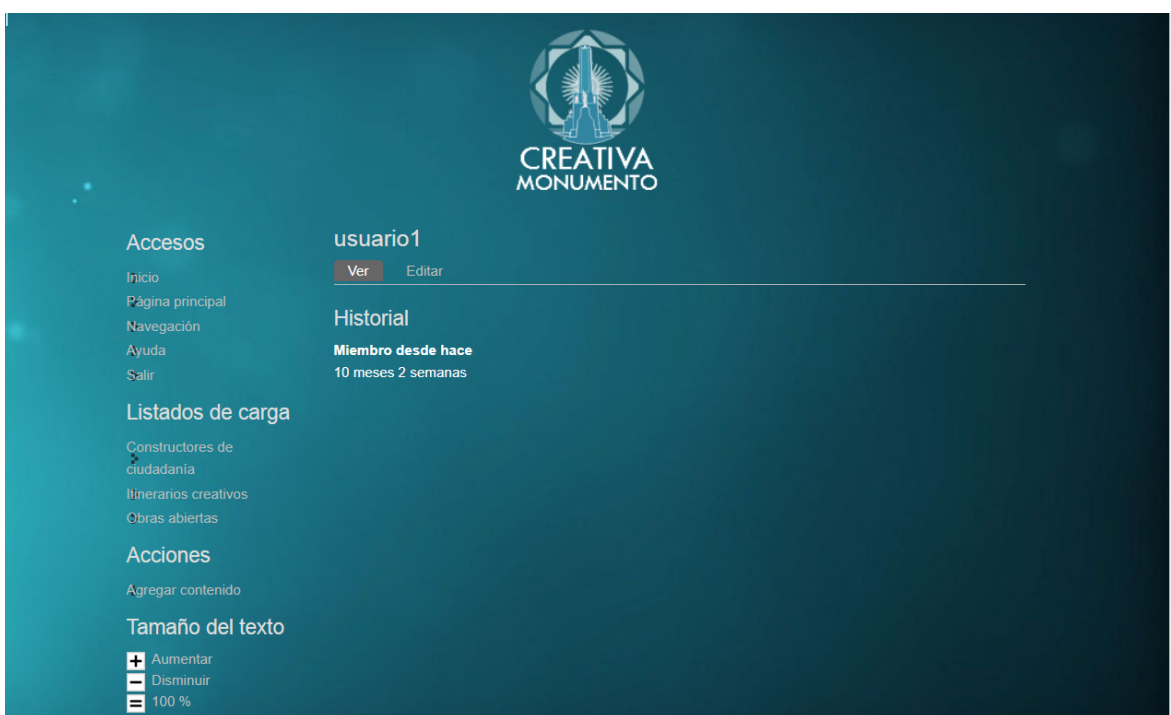 CREATIVA
MONUMENTO
Accesos
Inicio
Página principal
Navegación
Ayuda
Salir
Listados de carga
Constructores de
ciudadanía
Itinerarios creativos
Obras abiertas
Acciones
Agregar contenido
Tamaño del texto
Aumentar
Disminuir
100 %
usuario1
Ver Editar
Historial
Miembro desde hace
10 meses 2 semanas